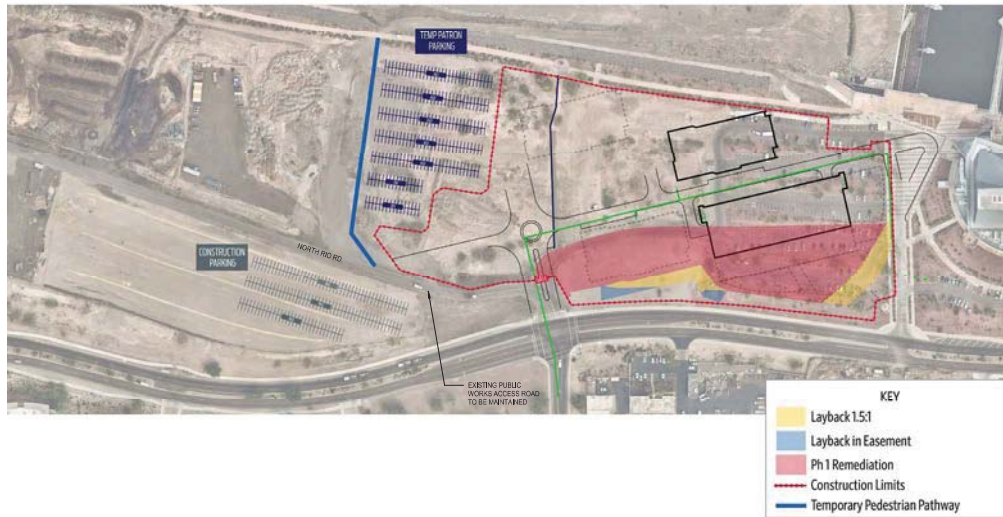 TEMP PATRON
PARKING
CONSTRUCTION
PARKING
NORTH RIO RD.
EXISTING PUBLIC
WORKS ACCESS ROAD
TO BE MAINTAINED
KEY
Layback 1.5:1
Layback in Easement
Ph 1 Remediation
Construction Limits
Temporary Pedestrian Pathway